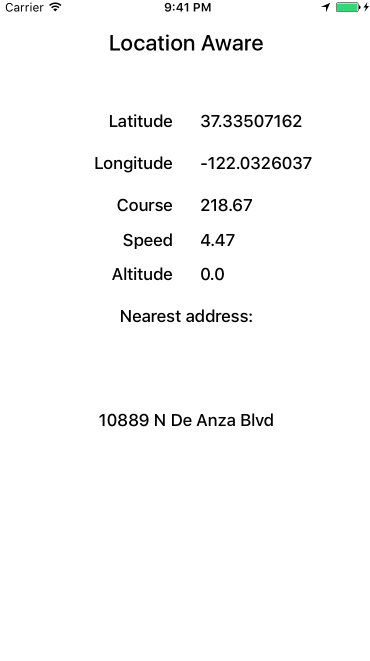 Carrier 9:41 PM
Location Aware
Latitude 37.33507162
Longitude -122.0326037
Course 218.67
Speed 4.47
Altitude 0.0
Nearest address:
10889 N De Anza Blvd